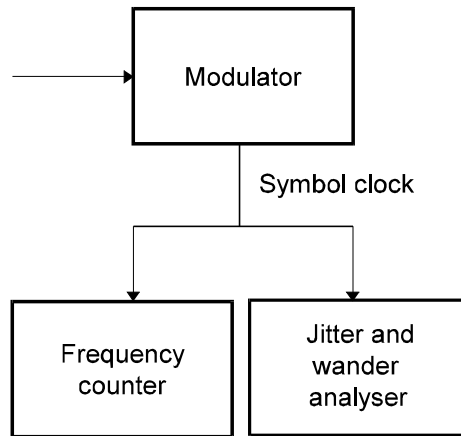 Modulator
Symbol clock
Frequency
counter
Jitter and
wander
analyser